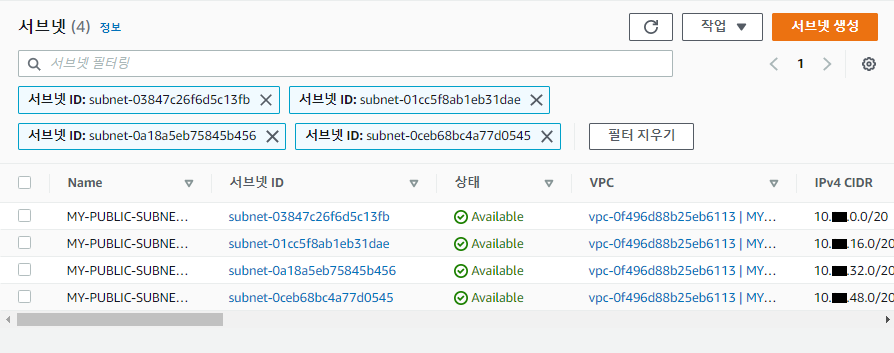 서브넷 (4) 정보
작업
서브넷 생성
서브넷 필터링
1
서브넷 ID: subnet-03847c26f6d5c13fb
서브넷 ID: subnet-01cc5f8ab1eb31dae
서브넷 ID: subnet-0a18a5eb75845b456
서브넷 ID: subnet-0ceb68bc4a77d0545
필터 지우기
Name 서브넷 ID 상태 VPC IPv4 CIDR
MY-PUBLIC-SUBNE... subnet-03847c26f6d5c13fb Available vpc-0f496d88b25eb6113 | MY... 10. .0.0/20
MY-PUBLIC-SUBNE... subnet-01cc5f8ab1eb31dae Available vpc-0f496d88b25eb6113 | MY... 10. .16.0/20
MY-PUBLIC-SUBNE... subnet-0a18a5eb75845b456 Available vpc-0f496d88b25eb6113 | MY... 10. .32.0/20
MY-PUBLIC-SUBNE... subnet-0ceb68bc4a77d0545 Available vpc-0f496d88b25eb6113 | MY... 10. .48.0/20